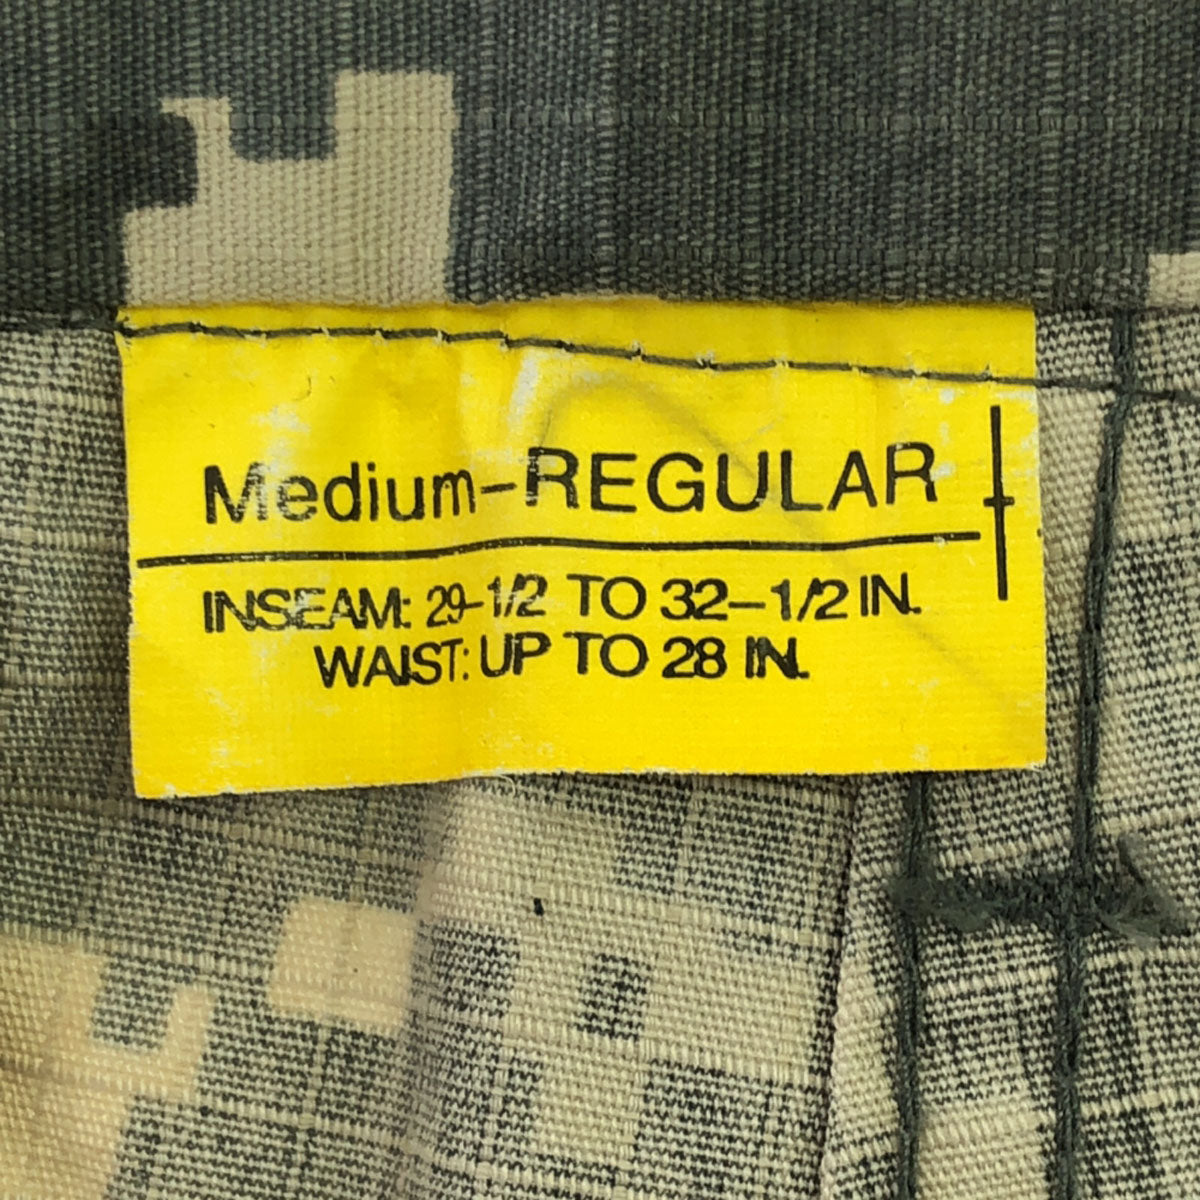 Medium-REGULAR
INSEAM: 29-1/2 TO 32-1/2 IN.
WAIST: UP TO 28 IN.